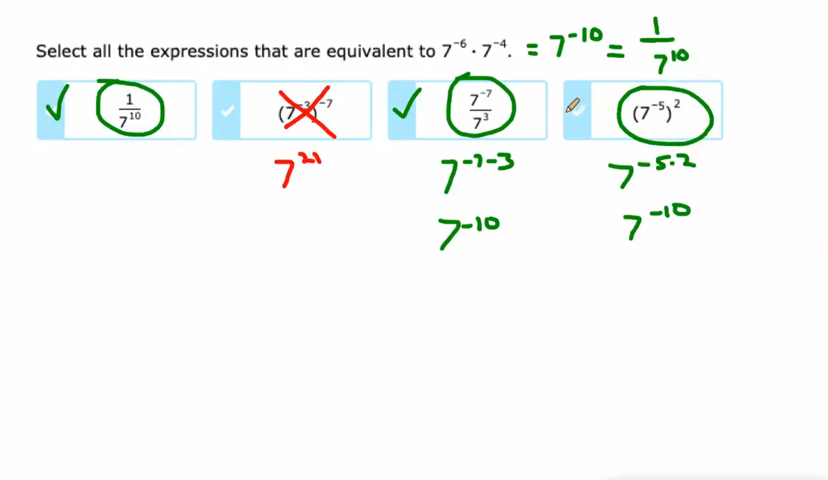 Select all the expressions that are equivalent to 7⁻⁶ · 7⁻⁴. = 7⁻¹⁰ = 1/7¹⁰
✓ 1/7¹⁰ (7⁻³)⁻⁷ ✓ 7⁻⁷/7³ (7⁻⁵)²
7²¹ 7⁻⁷⁻³ 7⁻⁵·²
7⁻¹⁰ 7⁻¹⁰